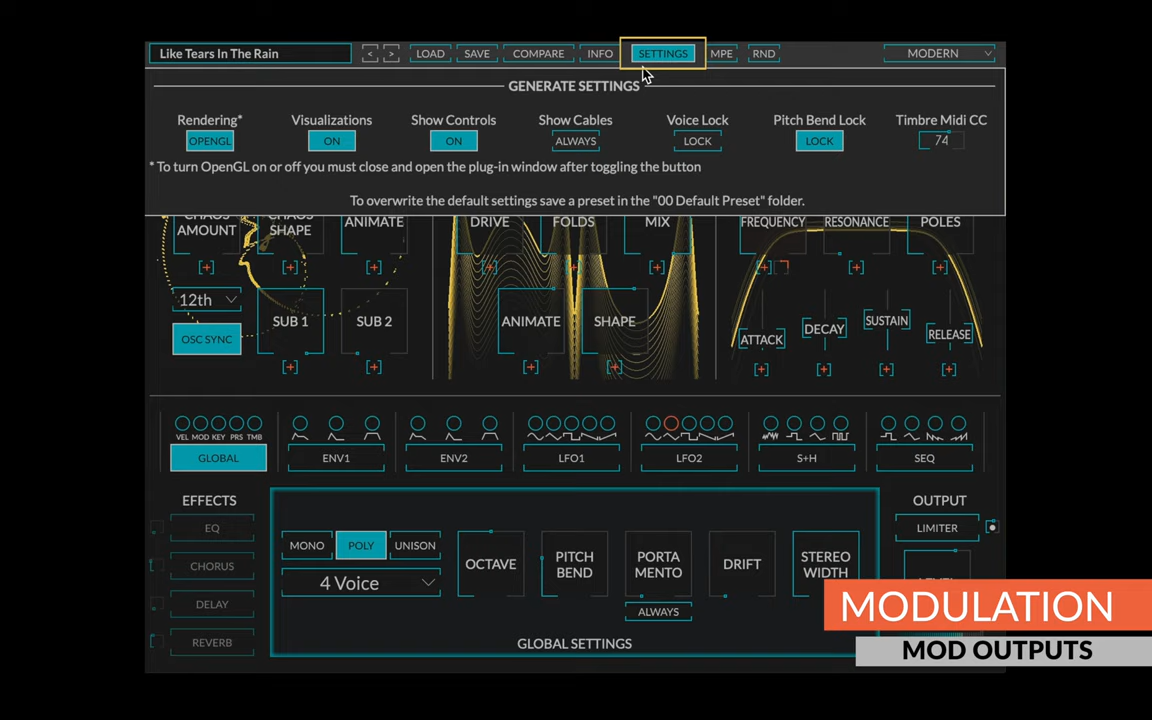 Like Tears In The Rain < > LOAD SAVE COMPARE INFO SETTINGS MPE RND MODERN
GENERATE SETTINGS
Rendering* Visualizations Show Controls Show Cables Voice Lock Pitch Bend Lock Timbre Midi CC
OPENGL ON ON ALWAYS LOCK LOCK 74
* To turn OpenGL on or off you must close and open the plug-in window after toggling the button
To overwrite the default settings save a preset in the "00 Default Preset" folder.
CHAOS AMOUNT
CHAOS SHAPE
ANIMATE
DRIVE FOLDS MIX
FREQUENCY RESONANCE POLES
[+] [+] [+] [+] [+] [+] [+] [+]
12th
OSC SYNC
SUB 1 SUB 2
ANIMATE SHAPE
ATTACK DECAY SUSTAIN RELEASE
[+] [+] [+] [+] [+] [+] [+] [+]
VEL MOD KEY PRS TMB
GLOBAL ENV1 ENV2 LFO1 LFO2 S+H SEQ
EFFECTS
EQ
CHORUS
DELAY
REVERB
MONO POLY UNISON
4 Voice
OCTAVE
PITCH BEND
PORTA MENTO
ALWAYS
DRIFT
STEREO WIDTH
GLOBAL SETTINGS
OUTPUT
LIMITER
MODULATION
MOD OUTPUTS